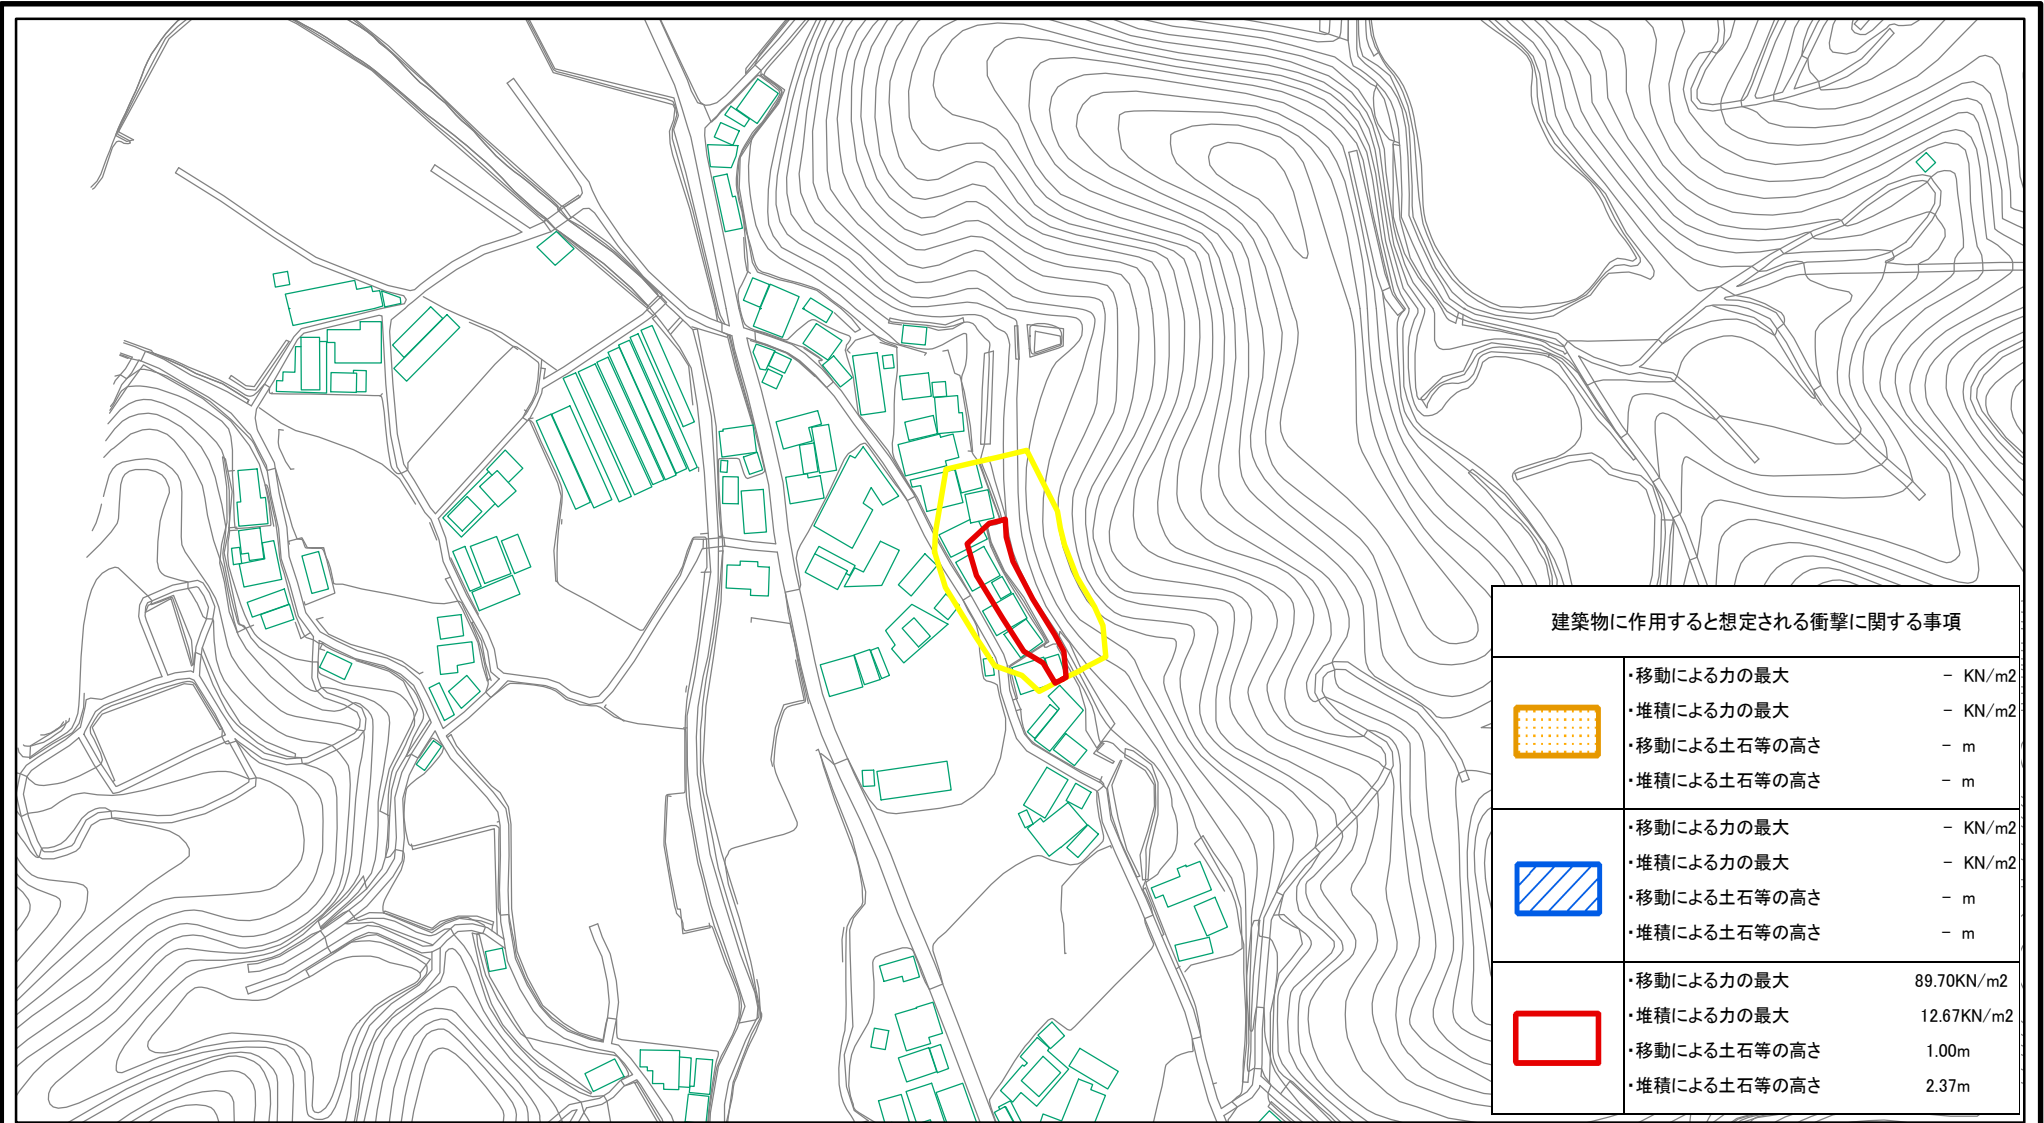 建築物に作用すると想定される衝撃に関する事項
・移動による力の最大 － KN/m2
・堆積による力の最大 － KN/m2
・移動による土石等の高さ － m
・堆積による土石等の高さ － m
・移動による力の最大 － KN/m2
・堆積による力の最大 － KN/m2
・移動による土石等の高さ － m
・堆積による土石等の高さ － m
・移動による力の最大 89.70KN/m2
・堆積による力の最大 12.67KN/m2
・移動による土石等の高さ 1.00m
・堆積による土石等の高さ 2.37m